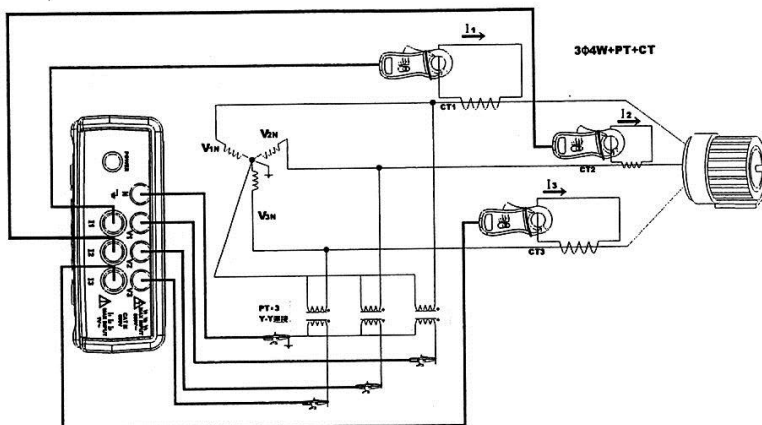 I1
3Φ4W+PT+CT
CT1
I2
V2N
V1N
CT2
POWER
N
I3
I1
V1
V3N
I2
V2
CT3
I3
V3
PT×3
Y-Y連接